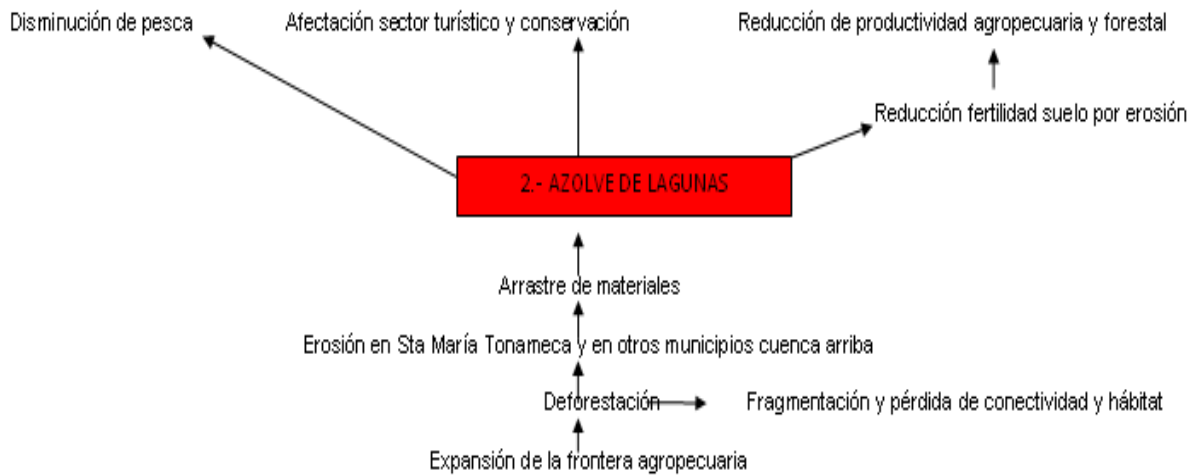 Disminución de pesca
Afectación sector turístico y conservación
Reducción de productividad agropecuaria y forestal
Reducción fertilidad suelo por erosión
2.- AZOLVE DE LAGUNAS
Arrastre de materiales
Erosión en Sta María Tonameca y en otros municipios cuenca arriba
Deforestación
Fragmentación y pérdida de conectividad y hábitat
Expansión de la frontera agropecuaria